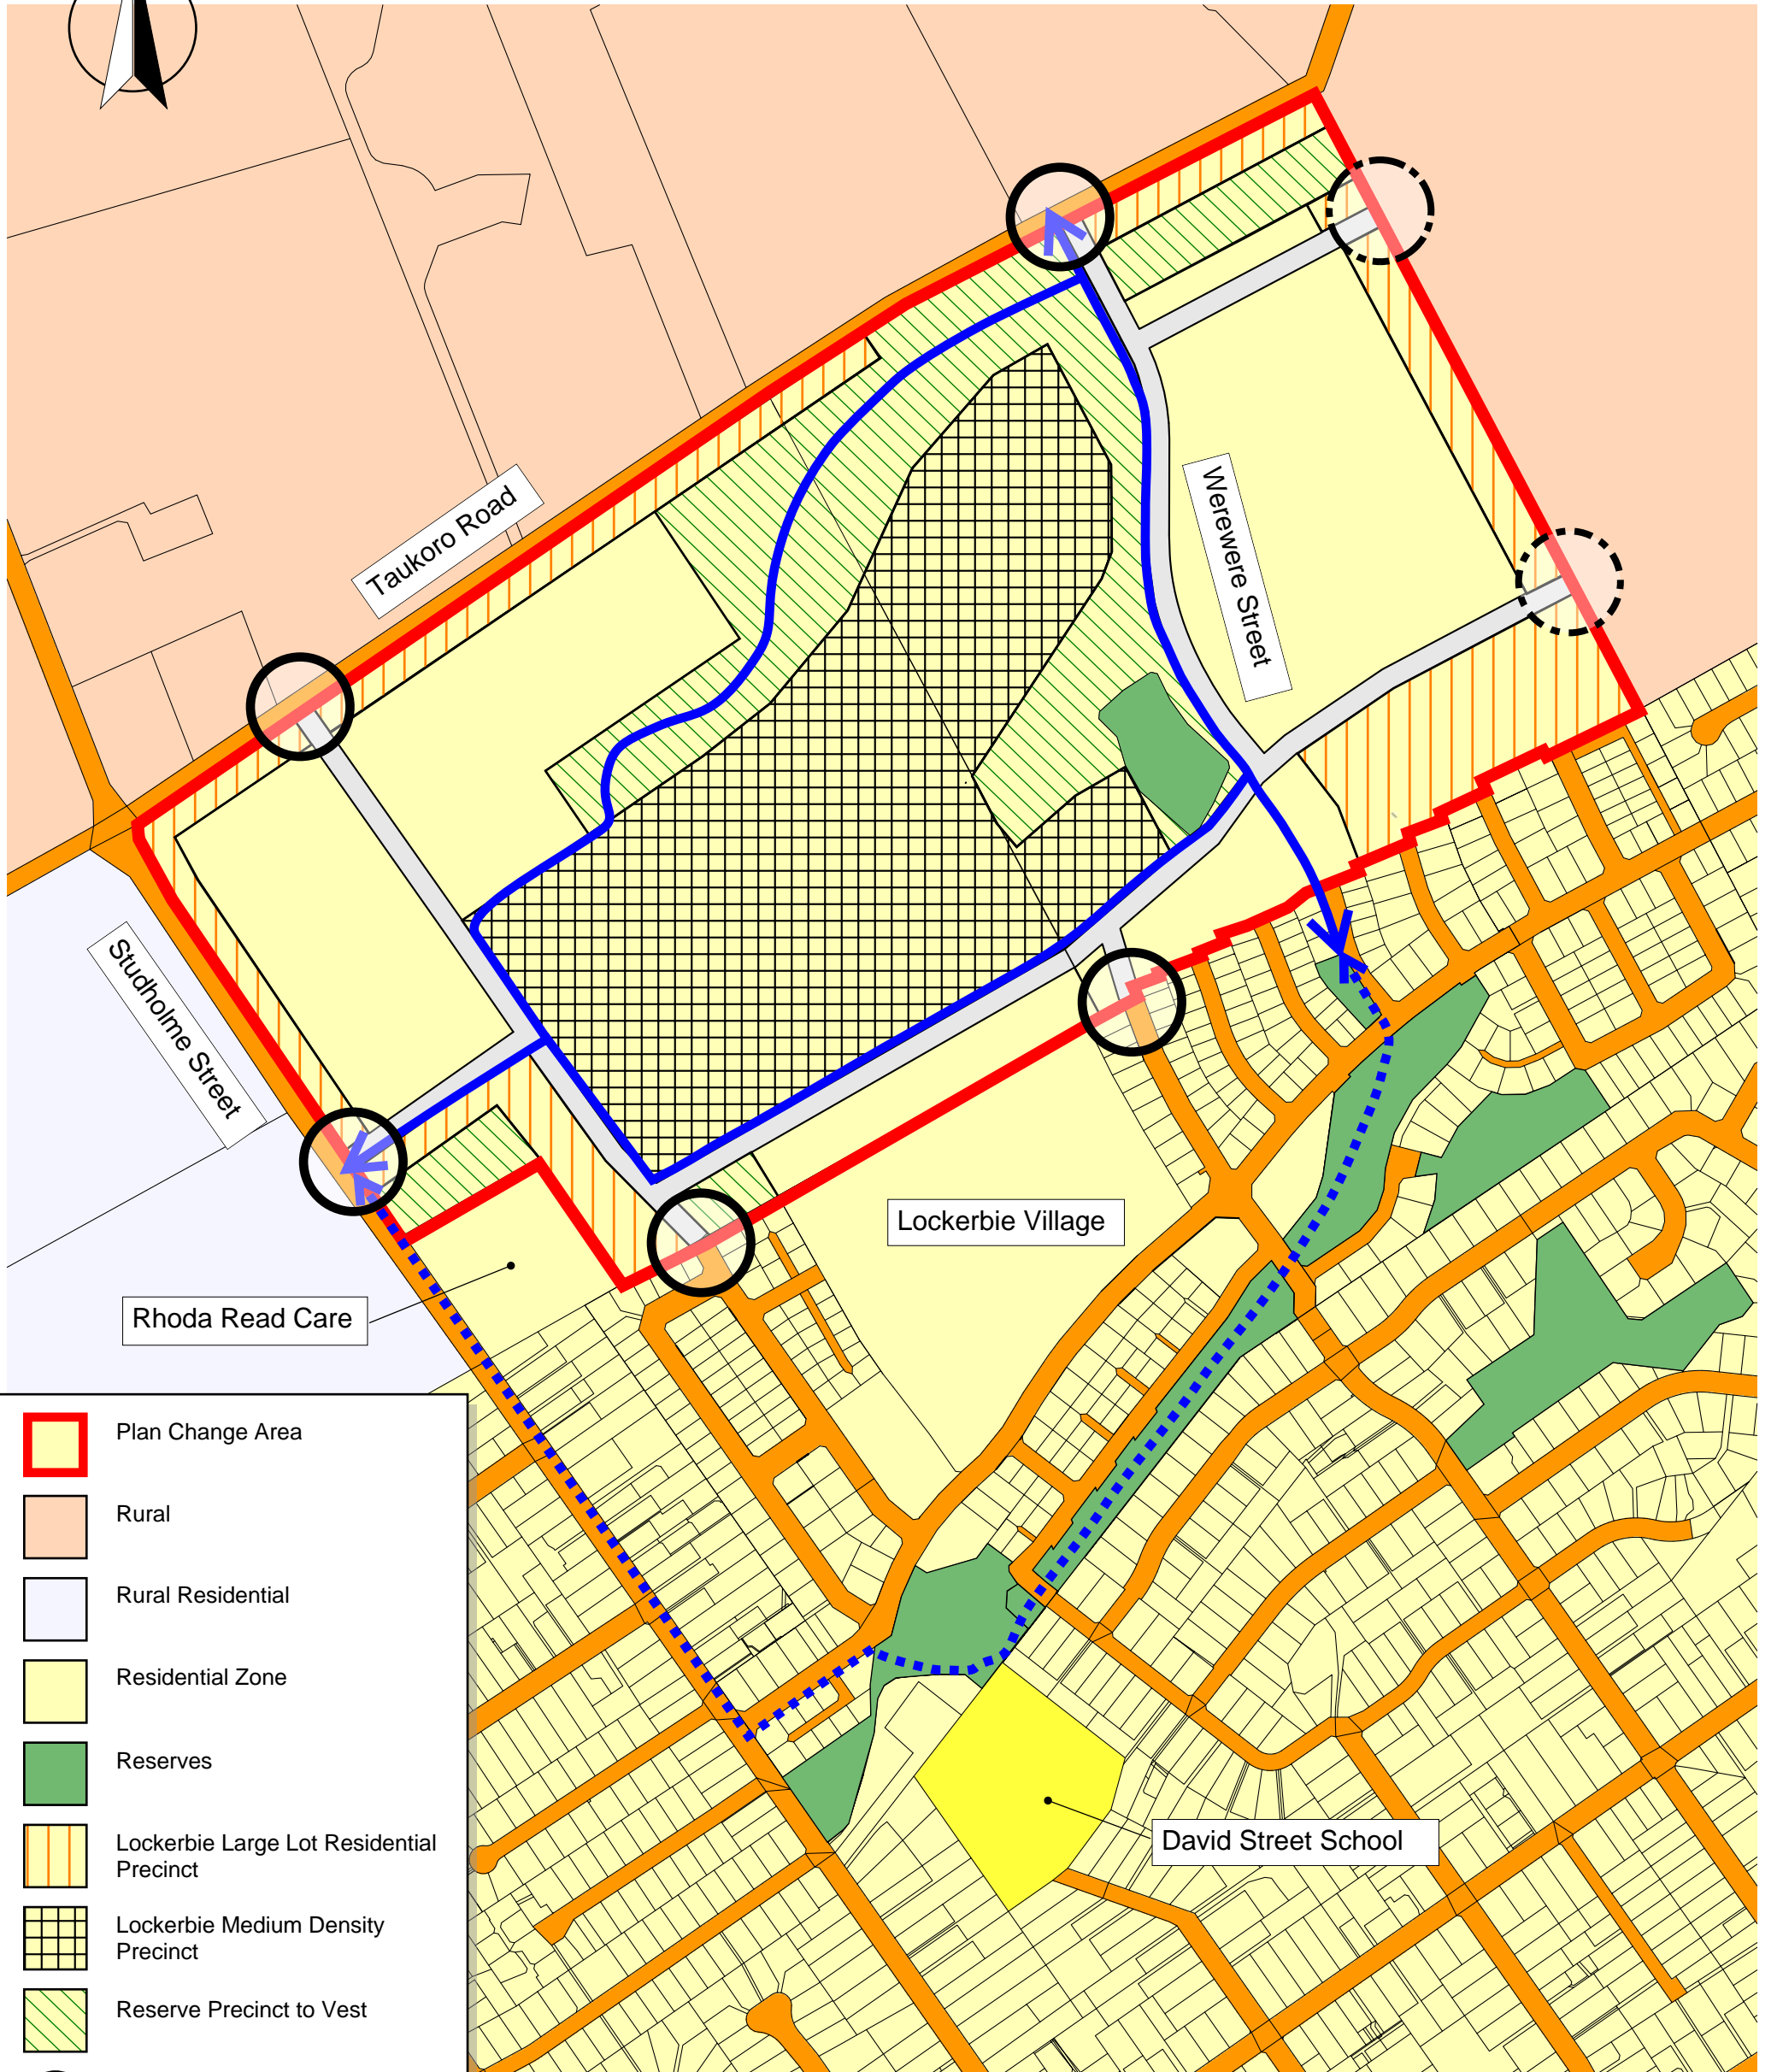 Taukoro Road
Werewere Street
Studholme Street
Lockerbie Village
Rhoda Read Care
David Street School
Plan Change Area
Rural
Rural Residential
Residential Zone
Reserves
Lockerbie Large Lot Residential
Precinct
Lockerbie Medium Density
Precinct
Reserve Precinct to Vest